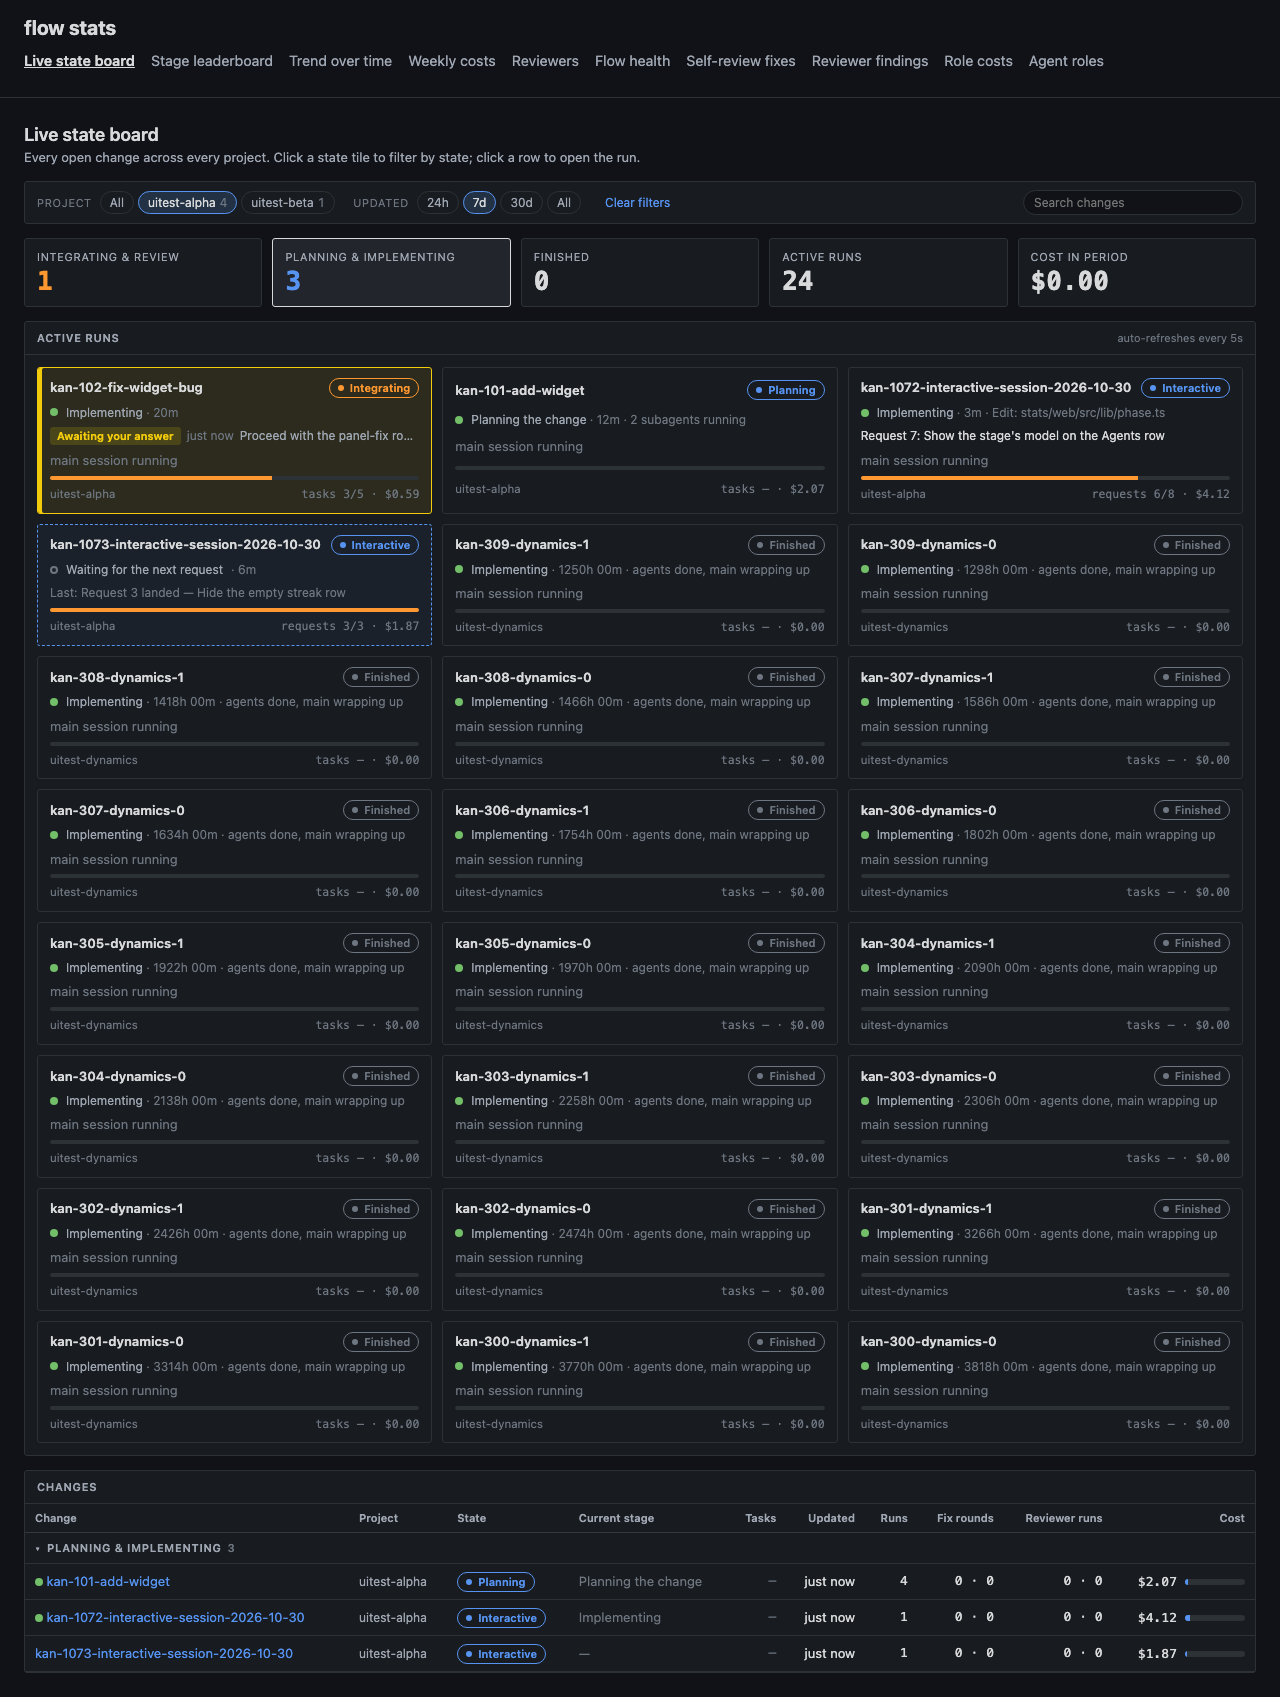 flow stats
Live state board Stage leaderboard Trend over time Weekly costs Reviewers Flow health Self-review fixes Reviewer findings Role costs Agent roles
Live state board
Every open change across every project. Click a state tile to filter by state; click a row to open the run.
PROJECT All uitest-alpha 4 uitest-beta 1 UPDATED 24h 7d 30d All Clear filters Search changes
INTEGRATING & REVIEW PLANNING & IMPLEMENTING FINISHED ACTIVE RUNS COST IN PERIOD
1 3 0 24 $0.00
ACTIVE RUNS auto-refreshes every 5s
kan-102-fix-widget-bug Integrating
Implementing · 20m
Awaiting your answer just now Proceed with the panel-fix ro...
main session running
uitest-alpha tasks 3/5 · $0.59
kan-101-add-widget Planning
Planning the change · 12m · 2 subagents running
main session running
uitest-alpha tasks — · $2.07
kan-1072-interactive-session-2026-10-30 Interactive
Implementing · 3m · Edit: stats/web/src/lib/phase.ts
Request 7: Show the stage's model on the Agents row
main session running
uitest-alpha requests 6/8 · $4.12
kan-1073-interactive-session-2026-10-30 Interactive
Waiting for the next request · 6m
Last: Request 3 landed — Hide the empty streak row
uitest-alpha requests 3/3 · $1.87
kan-309-dynamics-1 Finished
Implementing · 1250h 00m · agents done, main wrapping up
main session running
uitest-dynamics tasks — · $0.00
kan-309-dynamics-0 Finished
Implementing · 1298h 00m · agents done, main wrapping up
main session running
uitest-dynamics tasks — · $0.00
kan-308-dynamics-1 Finished
Implementing · 1418h 00m · agents done, main wrapping up
main session running
uitest-dynamics tasks — · $0.00
kan-308-dynamics-0 Finished
Implementing · 1466h 00m · agents done, main wrapping up
main session running
uitest-dynamics tasks — · $0.00
kan-307-dynamics-1 Finished
Implementing · 1586h 00m · agents done, main wrapping up
main session running
uitest-dynamics tasks — · $0.00
kan-307-dynamics-0 Finished
Implementing · 1634h 00m · agents done, main wrapping up
main session running
uitest-dynamics tasks — · $0.00
kan-306-dynamics-1 Finished
Implementing · 1754h 00m · agents done, main wrapping up
main session running
uitest-dynamics tasks — · $0.00
kan-306-dynamics-0 Finished
Implementing · 1802h 00m · agents done, main wrapping up
main session running
uitest-dynamics tasks — · $0.00
kan-305-dynamics-1 Finished
Implementing · 1922h 00m · agents done, main wrapping up
main session running
uitest-dynamics tasks — · $0.00
kan-305-dynamics-0 Finished
Implementing · 1970h 00m · agents done, main wrapping up
main session running
uitest-dynamics tasks — · $0.00
kan-304-dynamics-1 Finished
Implementing · 2090h 00m · agents done, main wrapping up
main session running
uitest-dynamics tasks — · $0.00
kan-304-dynamics-0 Finished
Implementing · 2138h 00m · agents done, main wrapping up
main session running
uitest-dynamics tasks — · $0.00
kan-303-dynamics-1 Finished
Implementing · 2258h 00m · agents done, main wrapping up
main session running
uitest-dynamics tasks — · $0.00
kan-303-dynamics-0 Finished
Implementing · 2306h 00m · agents done, main wrapping up
main session running
uitest-dynamics tasks — · $0.00
kan-302-dynamics-1 Finished
Implementing · 2426h 00m · agents done, main wrapping up
main session running
uitest-dynamics tasks — · $0.00
kan-302-dynamics-0 Finished
Implementing · 2474h 00m · agents done, main wrapping up
main session running
uitest-dynamics tasks — · $0.00
kan-301-dynamics-1 Finished
Implementing · 3266h 00m · agents done, main wrapping up
main session running
uitest-dynamics tasks — · $0.00
kan-301-dynamics-0 Finished
Implementing · 3314h 00m · agents done, main wrapping up
main session running
uitest-dynamics tasks — · $0.00
kan-300-dynamics-1 Finished
Implementing · 3770h 00m · agents done, main wrapping up
main session running
uitest-dynamics tasks — · $0.00
kan-300-dynamics-0 Finished
Implementing · 3818h 00m · agents done, main wrapping up
main session running
uitest-dynamics tasks — · $0.00
CHANGES
Change Project State Current stage Tasks Updated Runs Fix rounds Reviewer runs Cost
PLANNING & IMPLEMENTING 3
kan-101-add-widget uitest-alpha Planning Planning the change — just now 4 0 · 0 0 · 0 $2.07
kan-1072-interactive-session-2026-10-30 uitest-alpha Interactive Implementing — just now 1 0 · 0 0 · 0 $4.12
kan-1073-interactive-session-2026-10-30 uitest-alpha Interactive — — just now 1 0 · 0 0 · 0 $1.87